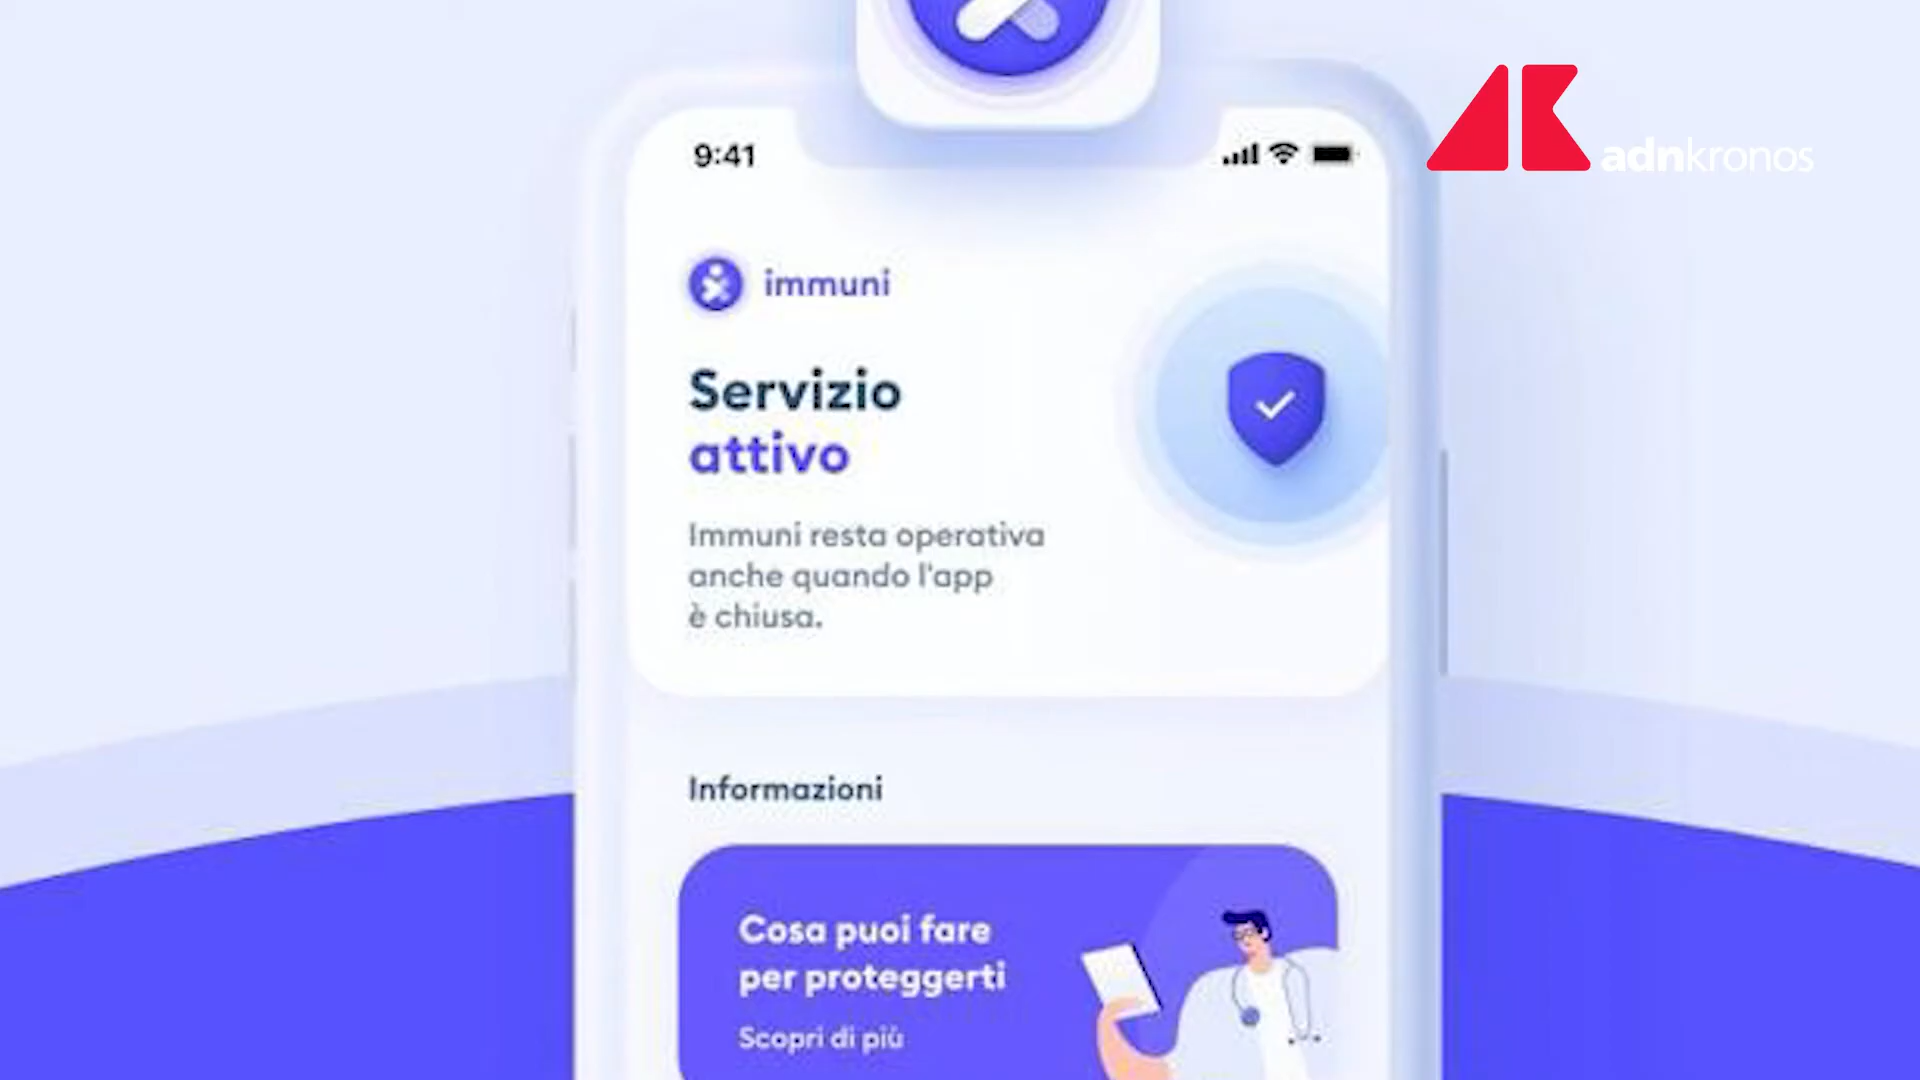 9:41
adnkronos
immuni
Servizio
attivo
Immuni resta operativa
anche quando l'app
è chiusa.
Informazioni
Cosa puoi fare
per proteggerti
Scopri di più